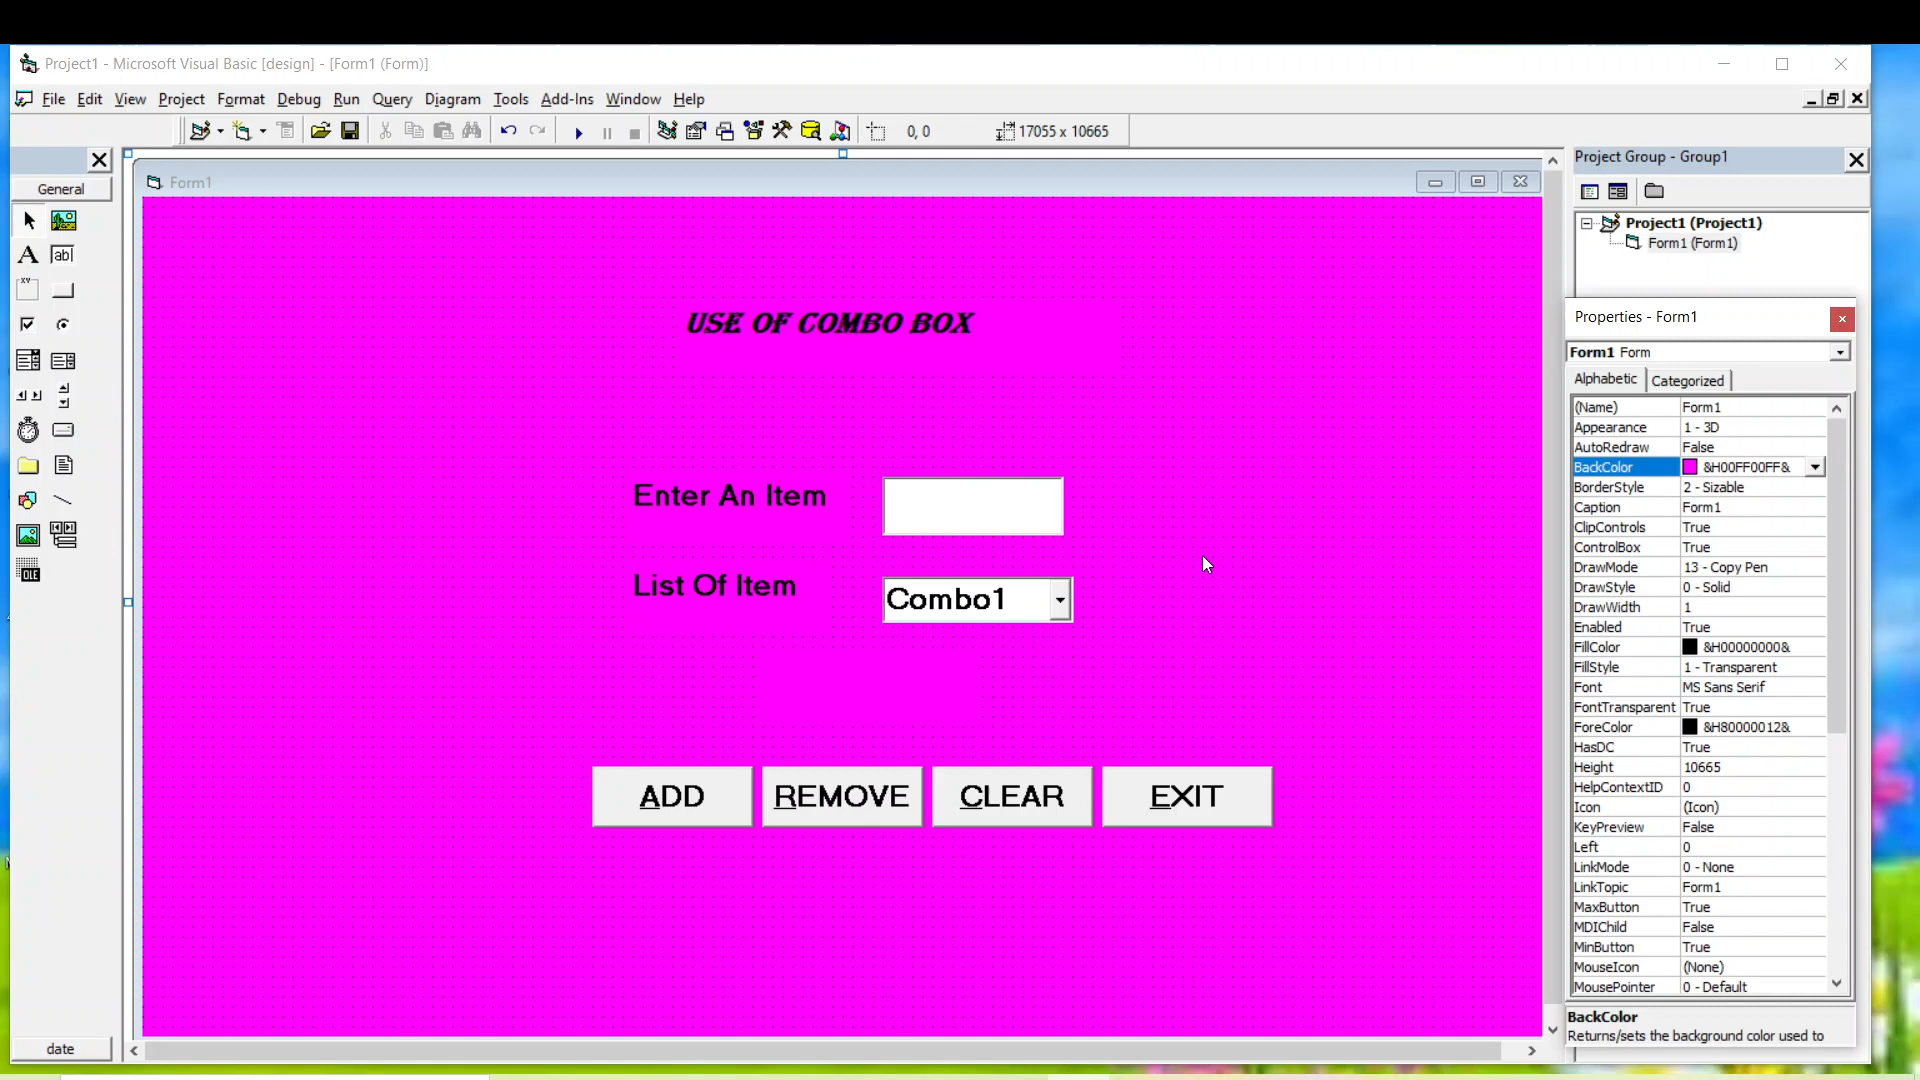 Project1 - Microsoft Visual Basic [design] - [Form1 (Form)]
File Edit View Project Format Debug Run Query Diagram Tools Add-Ins Window Help
0, 0 17055 x 10665
General
date
Form1
USE OF COMBO BOX
Enter An Item
List Of Item
Combo1
ADD REMOVE CLEAR EXIT
Project Group - Group1
Project1 (Project1)
Form1 (Form1)
Properties - Form1
Form1 Form
Alphabetic Categorized
(Name) Form1
Appearance 1 - 3D
AutoRedraw False
BackColor &H00FF00FF&
BorderStyle 2 - Sizable
Caption Form1
ClipControls True
ControlBox True
DrawMode 13 - Copy Pen
DrawStyle 0 - Solid
DrawWidth 1
Enabled True
FillColor &H00000000&
FillStyle 1 - Transparent
Font MS Sans Serif
FontTransparent True
ForeColor &H80000012&
HasDC True
Height 10665
HelpContextID 0
Icon (Icon)
KeyPreview False
Left 0
LinkMode 0 - None
LinkTopic Form1
MaxButton True
MDIChild False
MinButton True
MouseIcon (None)
MousePointer 0 - Default
BackColor
Returns/sets the background color used to